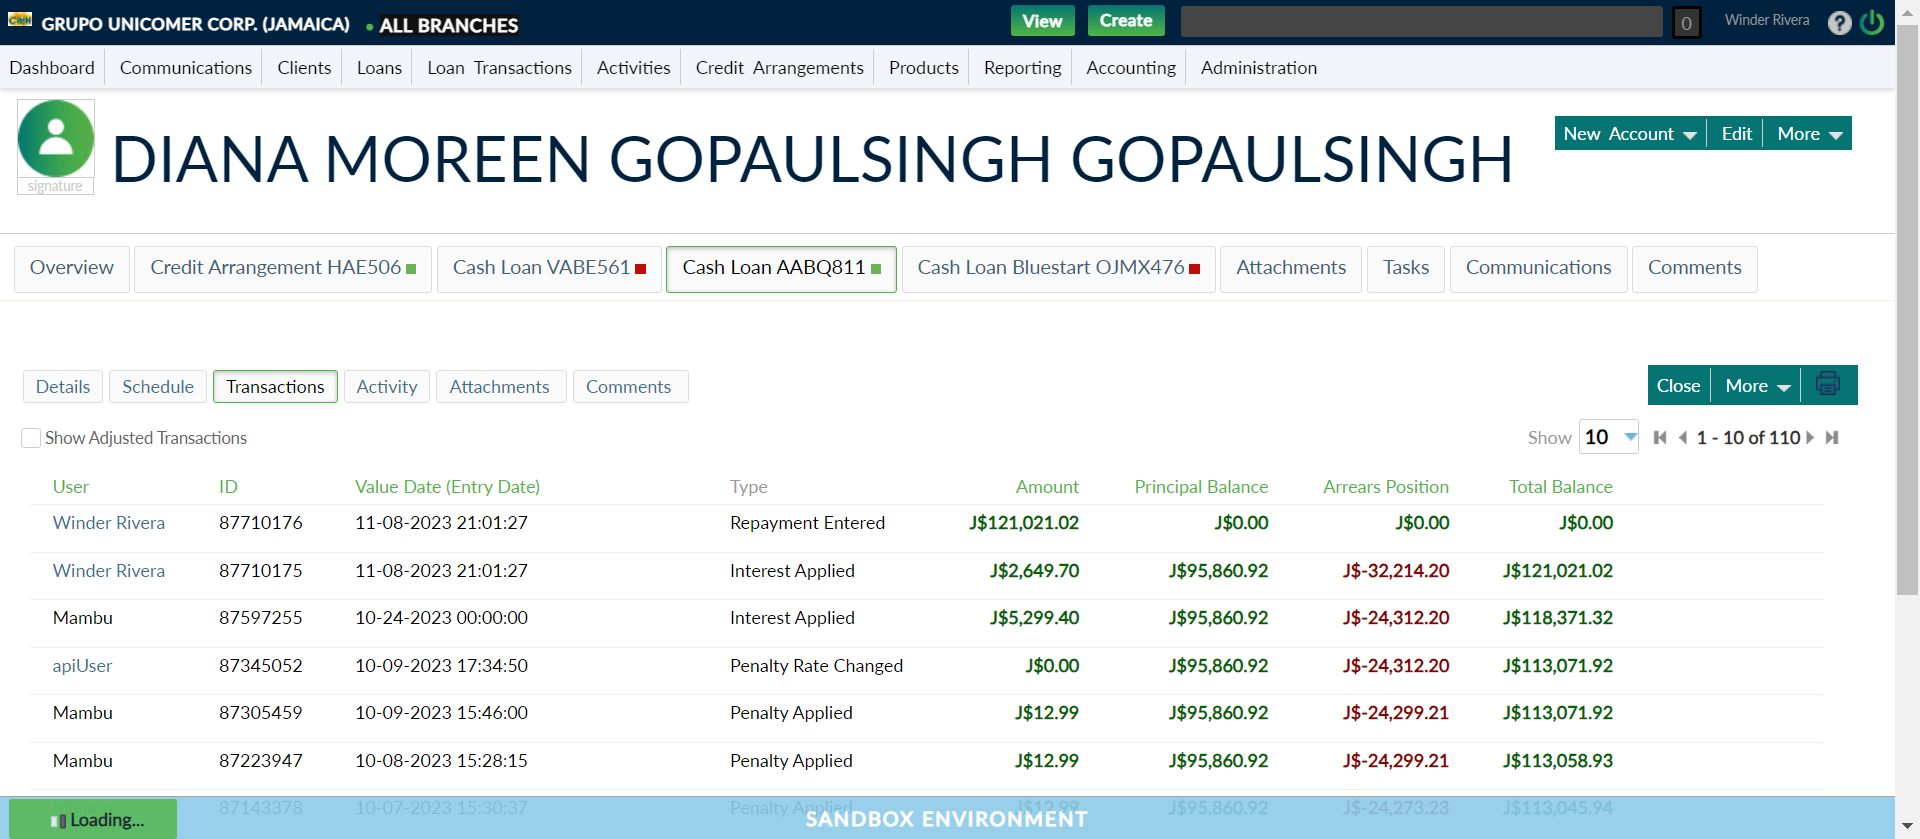 GRUPO UNICOMER CORP. (JAMAICA) ALL BRANCHES View Create 0 Winder Rivera ?
Dashboard Communications Clients Loans Loan Transactions Activities Credit Arrangements Products Reporting Accounting Administration
signature
DIANA MOREEN GOPAULSINGH GOPAULSINGH
New Account Edit More
Overview Credit Arrangement HAE506 Cash Loan VABE561 Cash Loan AABQ811 Cash Loan Bluestart OJMX476 Attachments Tasks Communications Comments
Details Schedule Transactions Activity Attachments Comments Close More
Show Adjusted Transactions Show 10 1 - 10 of 110
User ID Value Date (Entry Date) Type Amount Principal Balance Arrears Position Total Balance
Winder Rivera 87710176 11-08-2023 21:01:27 Repayment Entered J$121,021.02 J$0.00 J$0.00 J$0.00
Winder Rivera 87710175 11-08-2023 21:01:27 Interest Applied J$2,649.70 J$95,860.92 J$-32,214.20 J$121,021.02
Mambu 87597255 10-24-2023 00:00:00 Interest Applied J$5,299.40 J$95,860.92 J$-24,312.20 J$118,371.32
apiUser 87345052 10-09-2023 17:34:50 Penalty Rate Changed J$0.00 J$95,860.92 J$-24,312.20 J$113,071.92
Mambu 87305459 10-09-2023 15:46:00 Penalty Applied J$12.99 J$95,860.92 J$-24,299.21 J$113,071.92
Mambu 87223947 10-08-2023 15:28:15 Penalty Applied J$12.99 J$95,860.92 J$-24,299.21 J$113,058.93
Mambu 87143378 10-07-2023 15:30:37 Penalty Applied J$12.99 J$95,860.92 J$-24,273.23 J$113,045.94
Loading... SANDBOX ENVIRONMENT